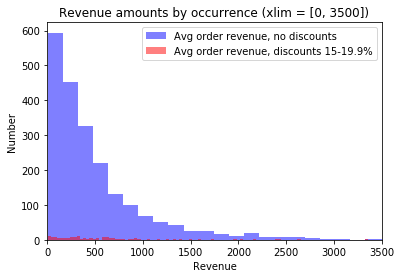 Revenue amounts by occurrence (xlim = [0, 3500])
Avg order revenue, no discounts
Avg order revenue, discounts 15-19.9%
600
500
400
300
200
100
0
Number
0 500 1000 1500 2000 2500 3000 3500
Revenue